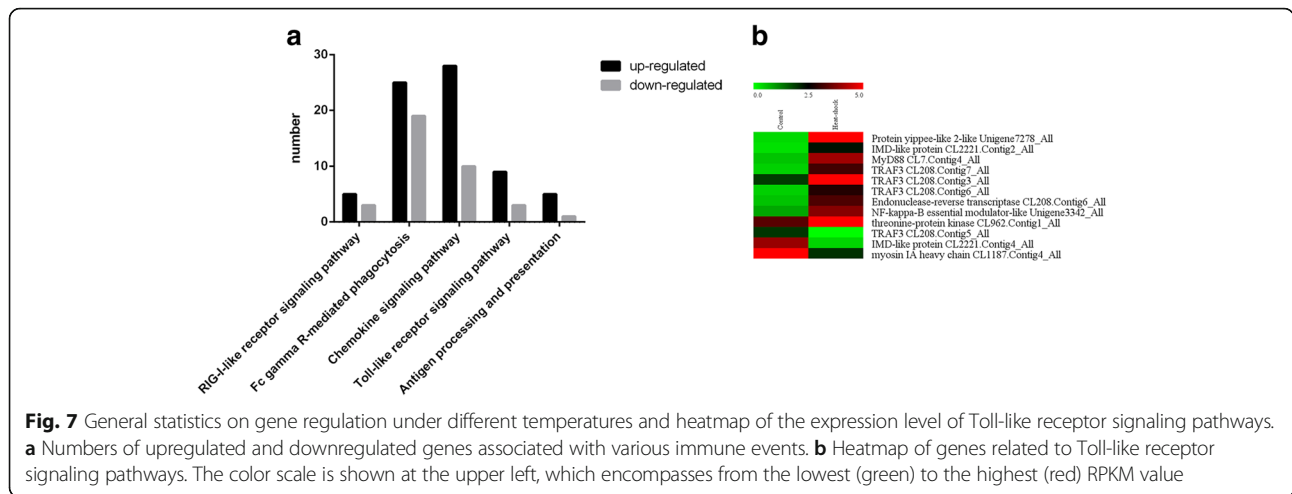 a
30
20
10
0
number
up-regulated
down-regulated
RIG-I-like receptor signaling pathway
Fc gamma R-mediated phagocytosis
Chemokine signaling pathway
Toll-like receptor signaling pathway
Antigen processing and presentation
b
0.0 2.5 5.0
Control Heat-shock
Protein yippee-like 2-like Unigene7278_All
IMD-like protein CL2221.Contig2_All
MyD88 CL7.Contig4_All
TRAF3 CL208.Contig7_All
TRAF3 CL208.Contig3_All
TRAF3 CL208.Contig6_All
Endonuclease-reverse transcriptase CL208.Contig6_All
NF-kappa-B essential modulator-like Unigene3342_All
threonine-protein kinase CL962.Contig1_All
TRAF3 CL208.Contig5_All
IMD-like protein CL2221.Contig4_All
myosin IA heavy chain CL1187.Contig4_All
Fig. 7 General statistics on gene regulation under different temperatures and heatmap of the expression level of Toll-like receptor signaling pathways.
a Numbers of upregulated and downregulated genes associated with various immune events. b Heatmap of genes related to Toll-like receptor
signaling pathways. The color scale is shown at the upper left, which encompasses from the lowest (green) to the highest (red) RPKM value